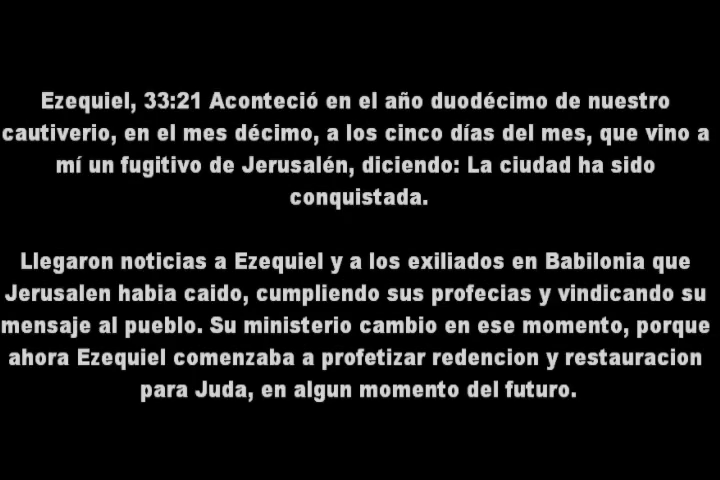 Ezequiel, 33:21 Aconteció en el año duodécimo de nuestro
cautiverio, en el mes décimo, a los cinco días del mes, que vino a
mí un fugitivo de Jerusalén, diciendo: La ciudad ha sido
conquistada.
Llegaron noticias a Ezequiel y a los exiliados en Babilonia que
Jerusalen habia caido, cumpliendo sus profecias y vindicando su
mensaje al pueblo. Su ministerio cambio en ese momento, porque
ahora Ezequiel comenzaba a profetizar redencion y restauracion
para Juda, en algun momento del futuro.